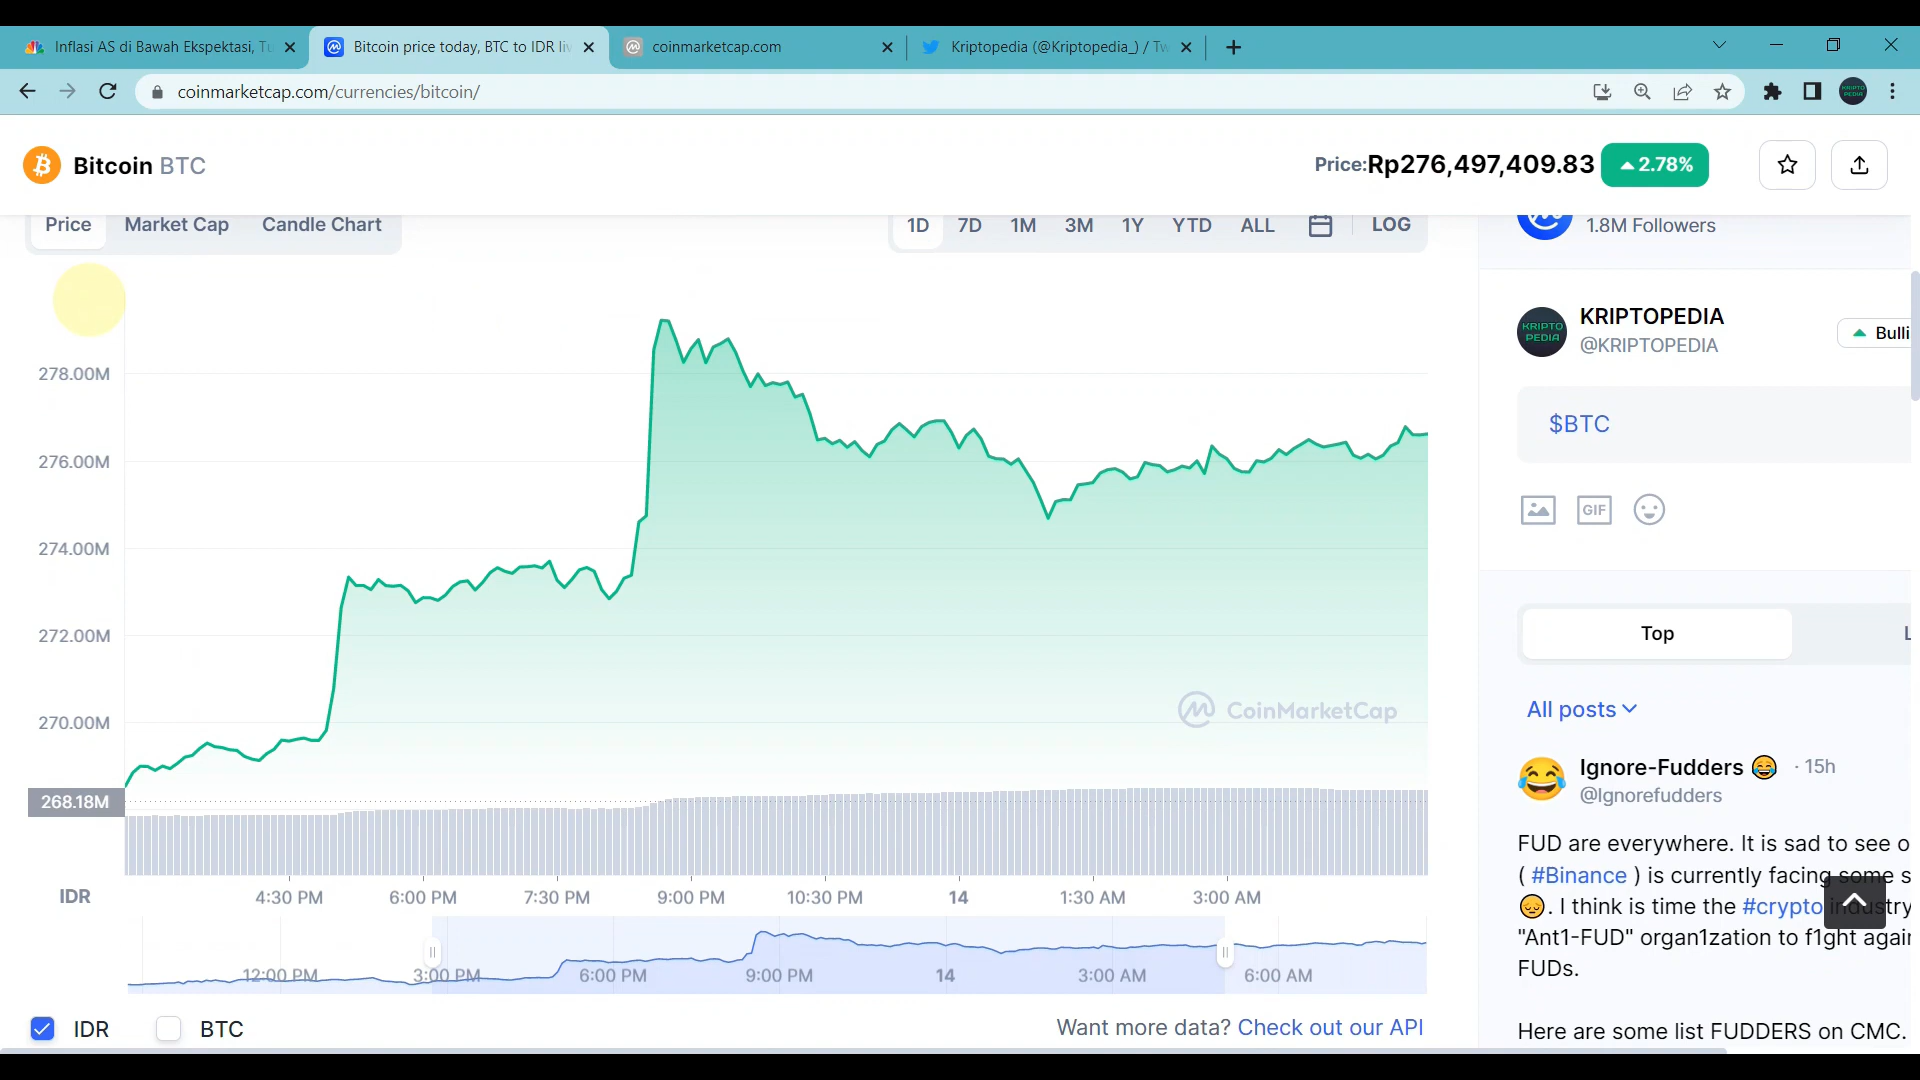 Inflasi AS di Bawah Ekspektasi, Tu
Bitcoin price today, BTC to IDR li
coinmarketcap.com
Kriptopedia (@Kriptopedia_) / Tw
coinmarketcap.com/currencies/bitcoin/
Bitcoin BTC
Price:Rp276,497,409.83
2.78%
Price
Market Cap
Candle Chart
1D
7D
1M
3M
1Y
YTD
ALL
LOG
1.8M Followers
KRIPTO
PEDIA
KRIPTOPEDIA
@KRIPTOPEDIA
Bulli
$BTC
GIF
278.00M
276.00M
274.00M
272.00M
270.00M
268.18M
CoinMarketCap
IDR
4:30 PM
6:00 PM
7:30 PM
9:00 PM
10:30 PM
14
1:30 AM
3:00 AM
12:00 PM
3:00 PM
6:00 PM
9:00 PM
14
3:00 AM
6:00 AM
IDR
BTC
Want more data? Check out our API
Top
All posts
Ignore-Fudders 😂 · 15h
@Ignorefudders
FUD are everywhere. It is sad to see o
( #Binance ) is currently facing some s
😔. I think is time the #crypto industry
"Ant1-FUD" organ1zation to f1ght agai
FUDs.
Here are some list FUDDERS on CMC.